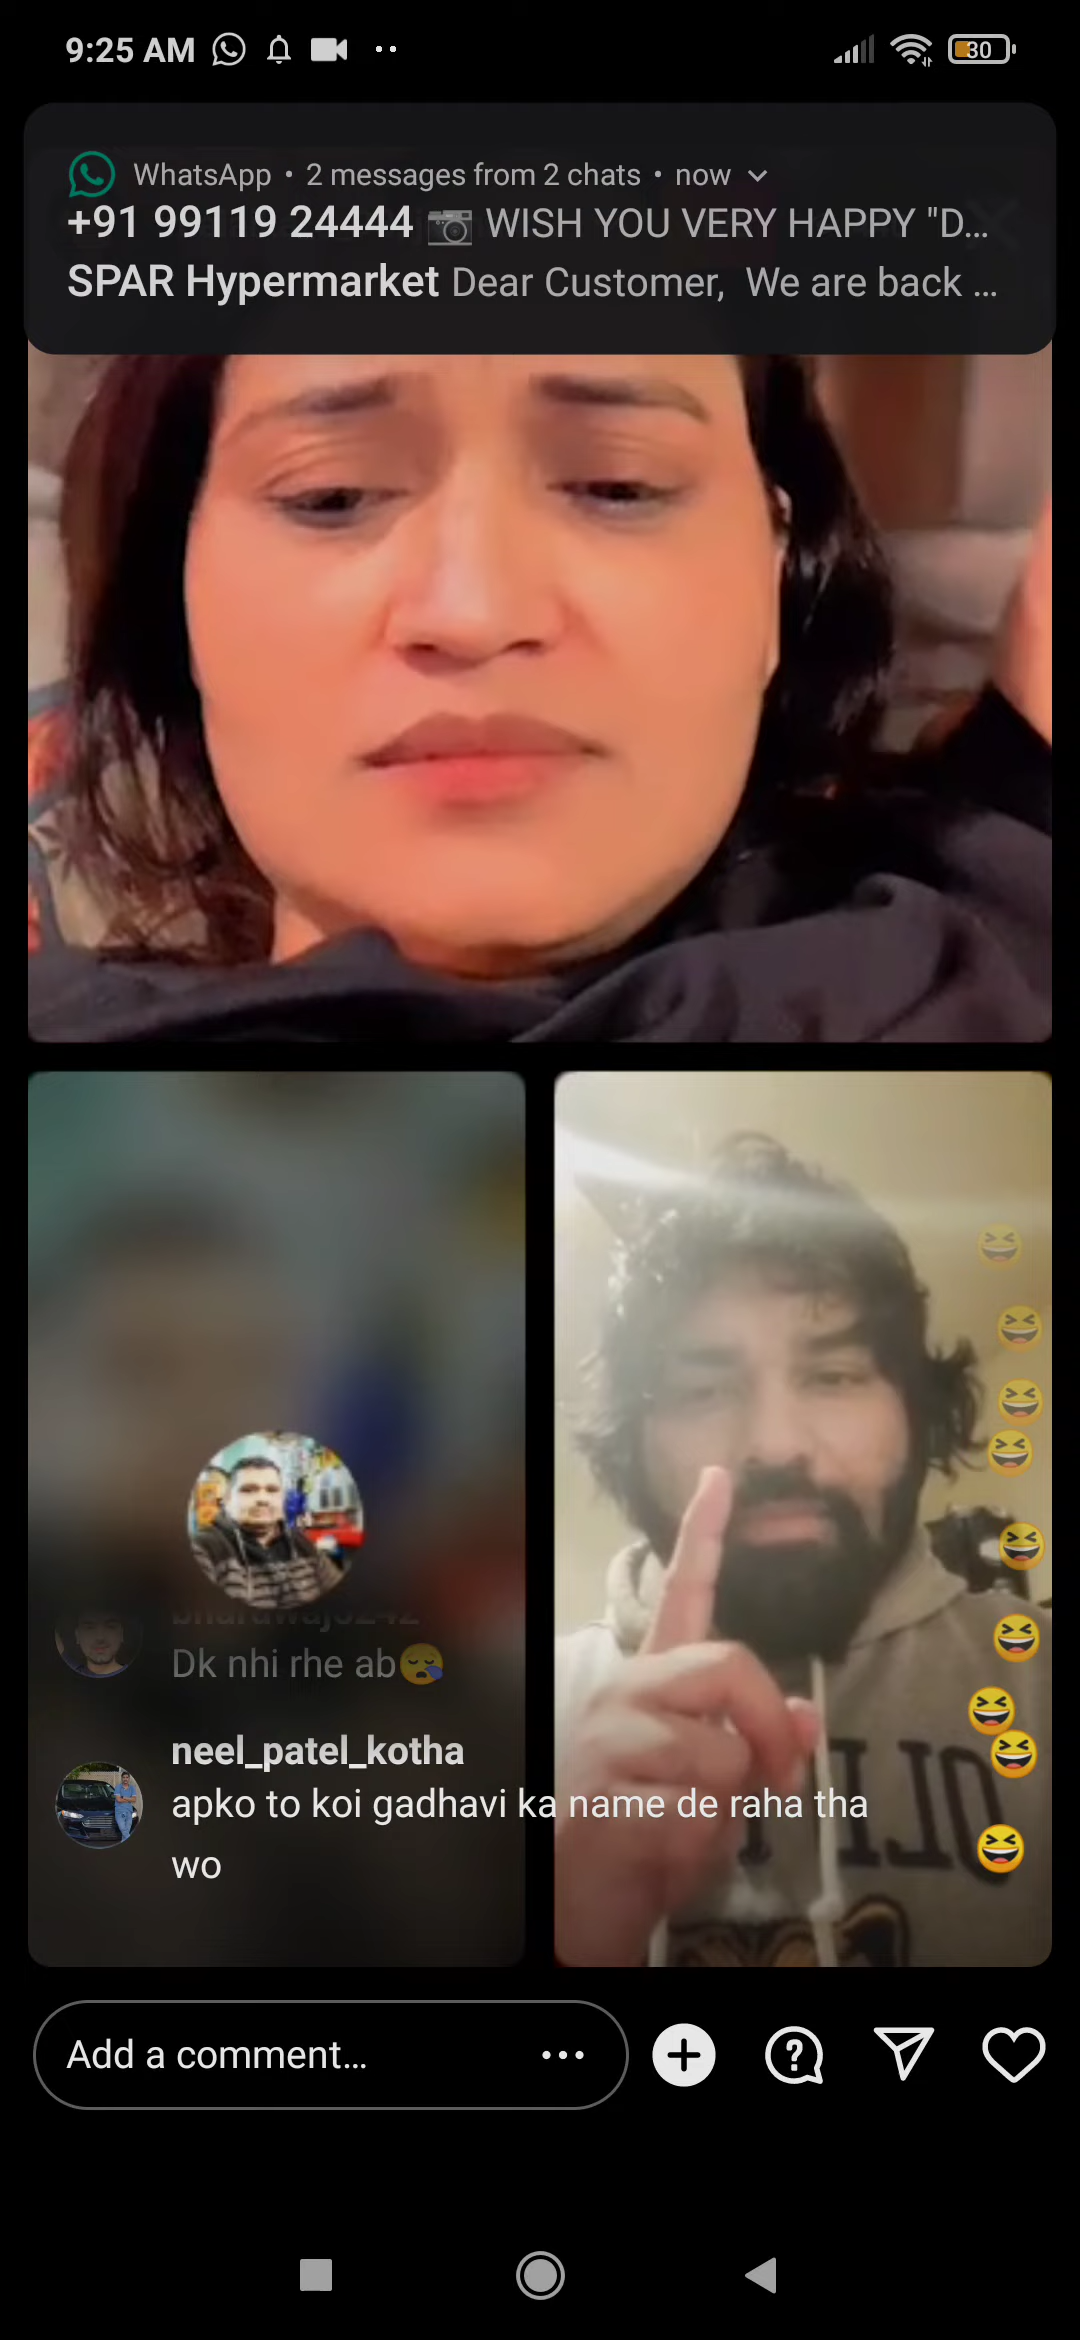 9:25 AM
30
WhatsApp • 2 messages from 2 chats • now
+91 99119 24444 📷 WISH YOU VERY HAPPY "D...
SPAR Hypermarket Dear Customer, We are back ...
Dk nhi rhe ab😪
neel_patel_kotha
apko to koi gadhavi ka name de raha tha
wo
Add a comment...